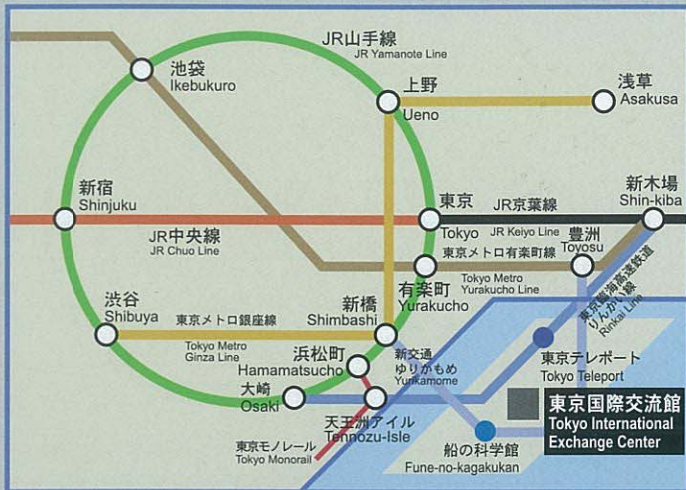 JR山手線
JR Yamanote Line
池袋
Ikebukuro
上野
Ueno
浅草
Asakusa
新宿
Shinjuku
JR中央線
JR Chuo Line
東京
Tokyo
JR京葉線
JR Keiyo Line
新木場
Shin-kiba
豊洲
Toyosu
東京メトロ有楽町線
Tokyo Metro
Yurakucho Line
有楽町
Yurakucho
渋谷
Shibuya
東京メトロ銀座線
Tokyo Metro
Ginza Line
新橋
Shimbashi
浜松町
Hamamatsucho
新交通
ゆりかもめ
Yurikamome
大崎
Osaki
天王洲アイル
Tennozu-Isle
東京モノレール
Tokyo Monorail
東京臨海高速鉄道
りんかい線
Rinkai Line
東京テレポート
Tokyo Teleport
東京国際交流館
Tokyo International
Exchange Center
船の科学館
Fune-no-kagakukan